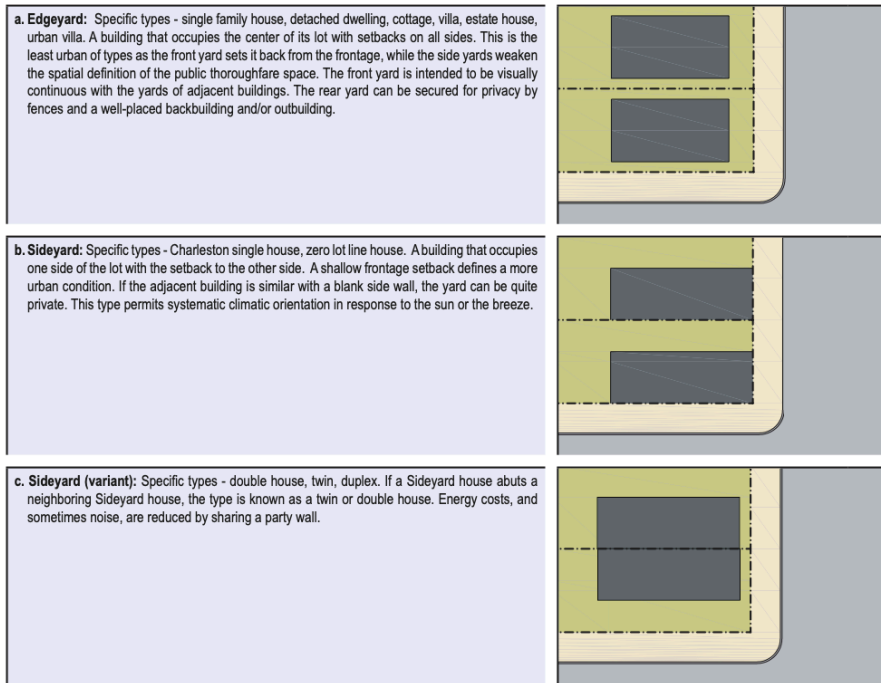 a. Edgeyard: Specific types - single family house, detached dwelling, cottage, villa, estate house,
urban villa. A building that occupies the center of its lot with setbacks on all sides. This is the
least urban of types as the front yard sets it back from the frontage, while the side yards weaken
the spatial definition of the public thoroughfare space. The front yard is intended to be visually
continuous with the yards of adjacent buildings. The rear yard can be secured for privacy by
fences and a well-placed backbuilding and/or outbuilding.
b. Sideyard: Specific types - Charleston single house, zero lot line house. A building that occupies
one side of the lot with the setback to the other side. A shallow frontage setback defines a more
urban condition. If the adjacent building is similar with a blank side wall, the yard can be quite
private. This type permits systematic climatic orientation in response to the sun or the breeze.
c. Sideyard (variant): Specific types - double house, twin, duplex. If a Sideyard house abuts a
neighboring Sideyard house, the type is known as a twin or double house. Energy costs, and
sometimes noise, are reduced by sharing a party wall.